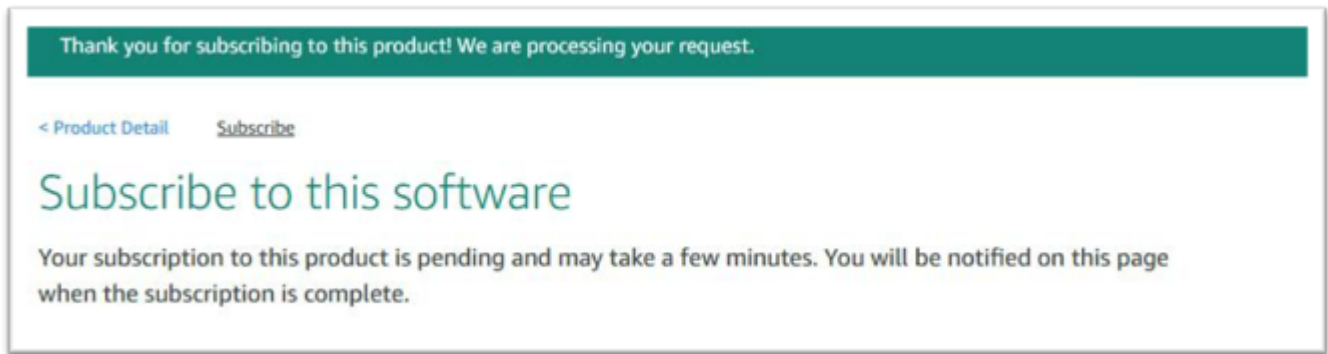 Thank you for subscribing to this product! We are processing your request.
< Product Detail Subscribe
Subscribe to this software
Your subscription to this product is pending and may take a few minutes. You will be notified on this page
when the subscription is complete.